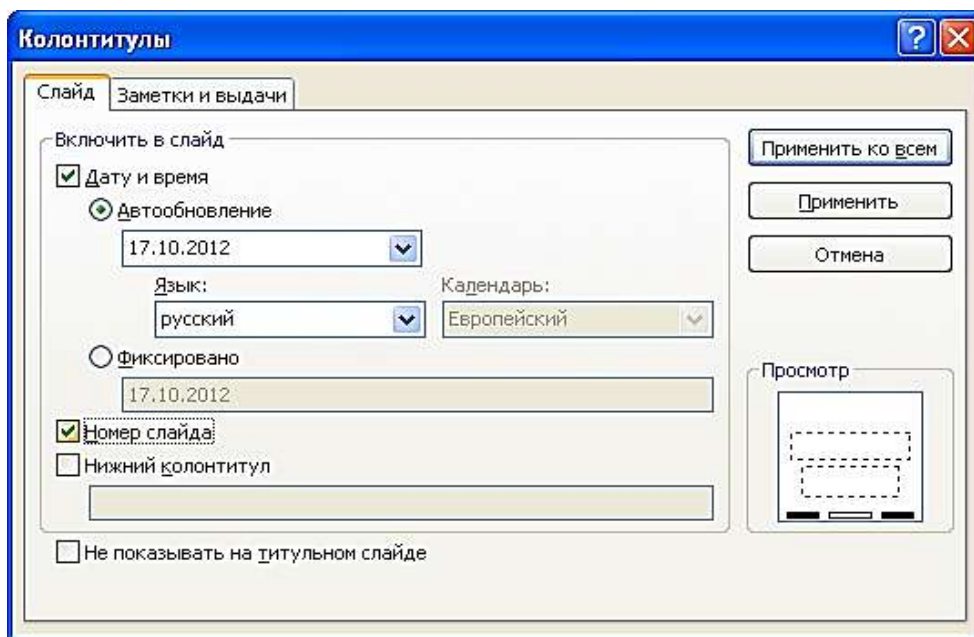 Колонтитулы
Слайд Заметки и выдачи
Включить в слайд
Дату и время
Автообновление
17.10.2012
Язык: Календарь:
русский Европейский
Фиксировано
17.10.2012
Номер слайда
Нижний колонтитул
Не показывать на титульном слайде
Применить ко всем
Применить
Отмена
Просмотр